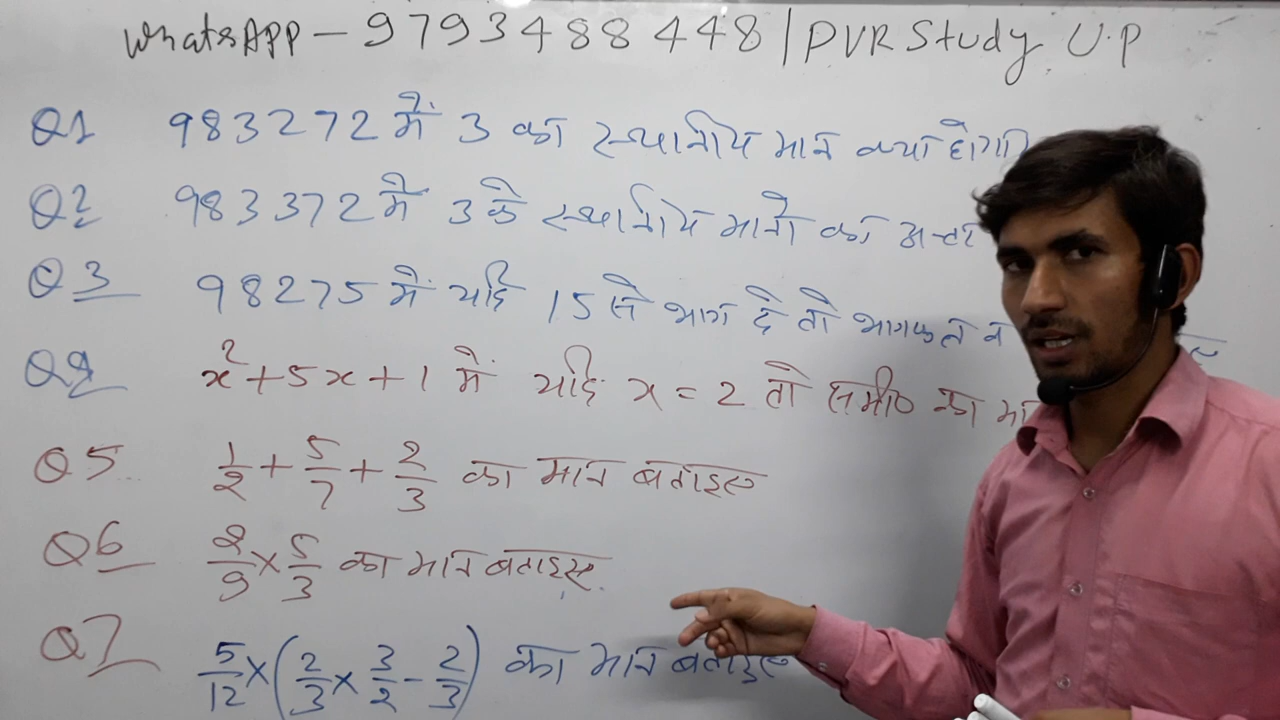 WhatsAPP - 9793488448 | PVR Study U.P
Q1 983272 में 3 का स्थानीय मान क्या होगा
Q2 983372 में 3 के स्थानीय मानों का अन्तर
Q3 98275 में यदि 15 से भाग दें तो भागफल
Q4 x²+5x+1 में यदि x = 2 तो समी० का
Q5 1/2 + 5/7 + 2/3 का मान बताइए
Q6 2/9 × 5/3 का मान बताइए.
Q7 5/12 × (2/3 × 3/2 - 2/3) का मान बताइए